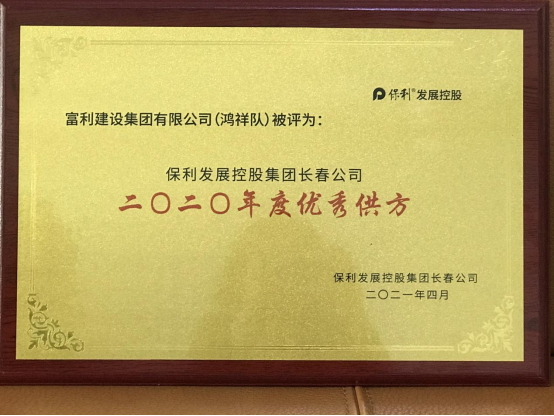 保利®发展控股
富利建设集团有限公司(鸿祥队)被评为：
保利发展控股集团长春公司
二〇二〇年度优秀供方
保利发展控股集团长春公司
二〇二一年四月